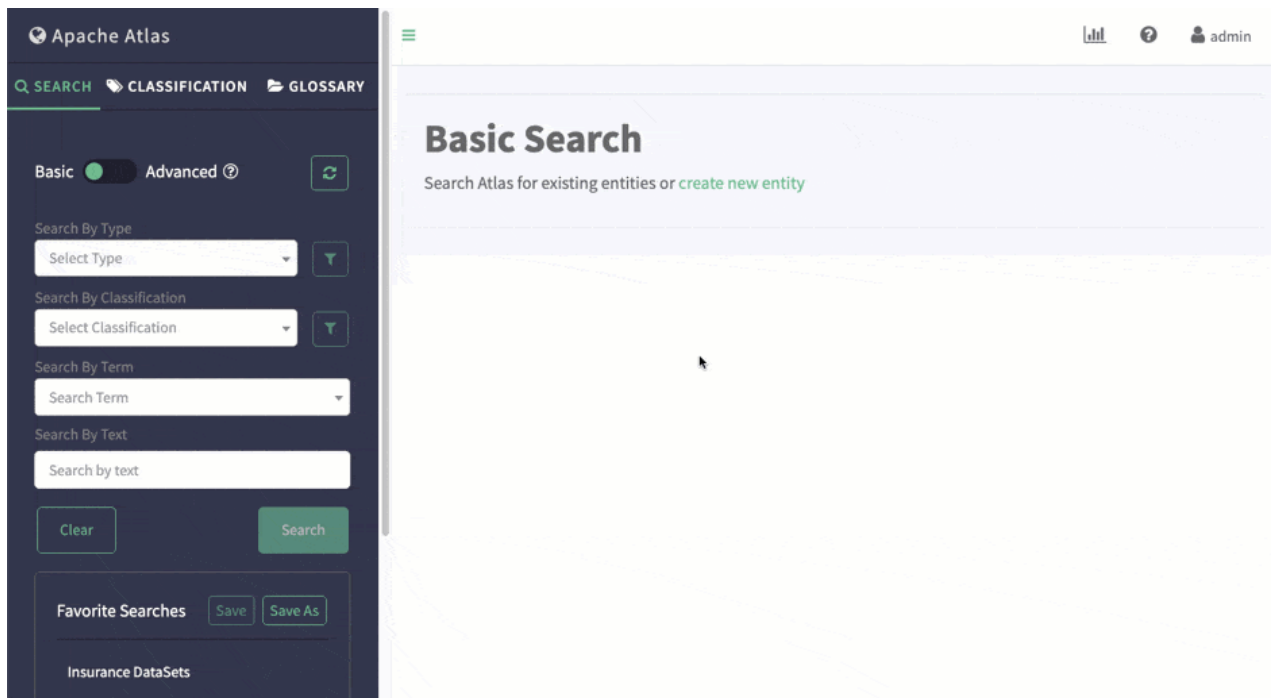 Apache Atlas
admin
SEARCH CLASSIFICATION GLOSSARY
Basic Advanced
Search By Type
Select Type
Search By Classification
Select Classification
Search By Term
Search Term
Search By Text
Search by text
Clear Search
Favorite Searches Save Save As
Insurance DataSets
Basic Search
Search Atlas for existing entities or create new entity